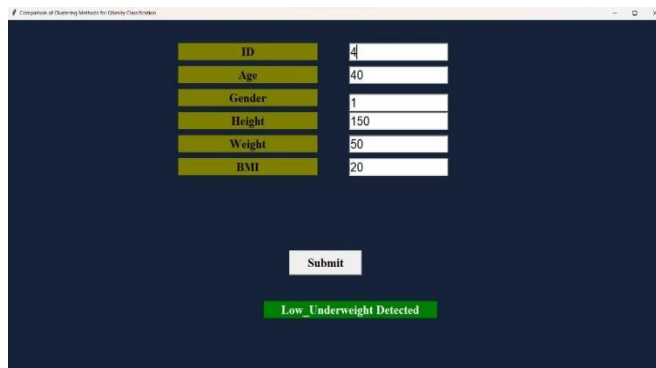 Comparison of Clustering Methods for Obesity Classification
ID 4
Age 40
Gender 1
Height 150
Weight 50
BMI 20
Submit
Low_Underweight Detected